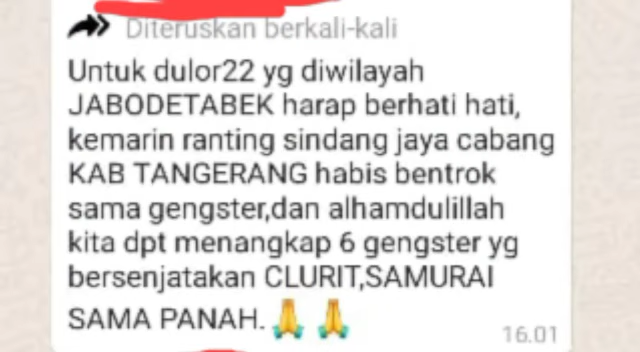 Diteruskan berkali-kali
Untuk dulor22 yg diwilayah
JABODETABEK harap berhati hati,
kemarin ranting sindang jaya cabang
KAB TANGERANG habis bentrok
sama gengster,dan alhamdulillah
kita dpt menangkap 6 gengster yg
bersenjatakan CLURIT,SAMURAI
SAMA PANAH.🙏 🙏
16.01